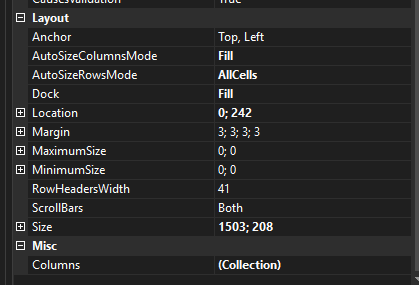 CausesValidation True
Layout
Anchor Top, Left
AutoSizeColumnsMode Fill
AutoSizeRowsMode AllCells
Dock Fill
Location 0; 242
Margin 3; 3; 3; 3
MaximumSize 0; 0
MinimumSize 0; 0
RowHeadersWidth 41
ScrollBars Both
Size 1503; 208
Misc
Columns (Collection)